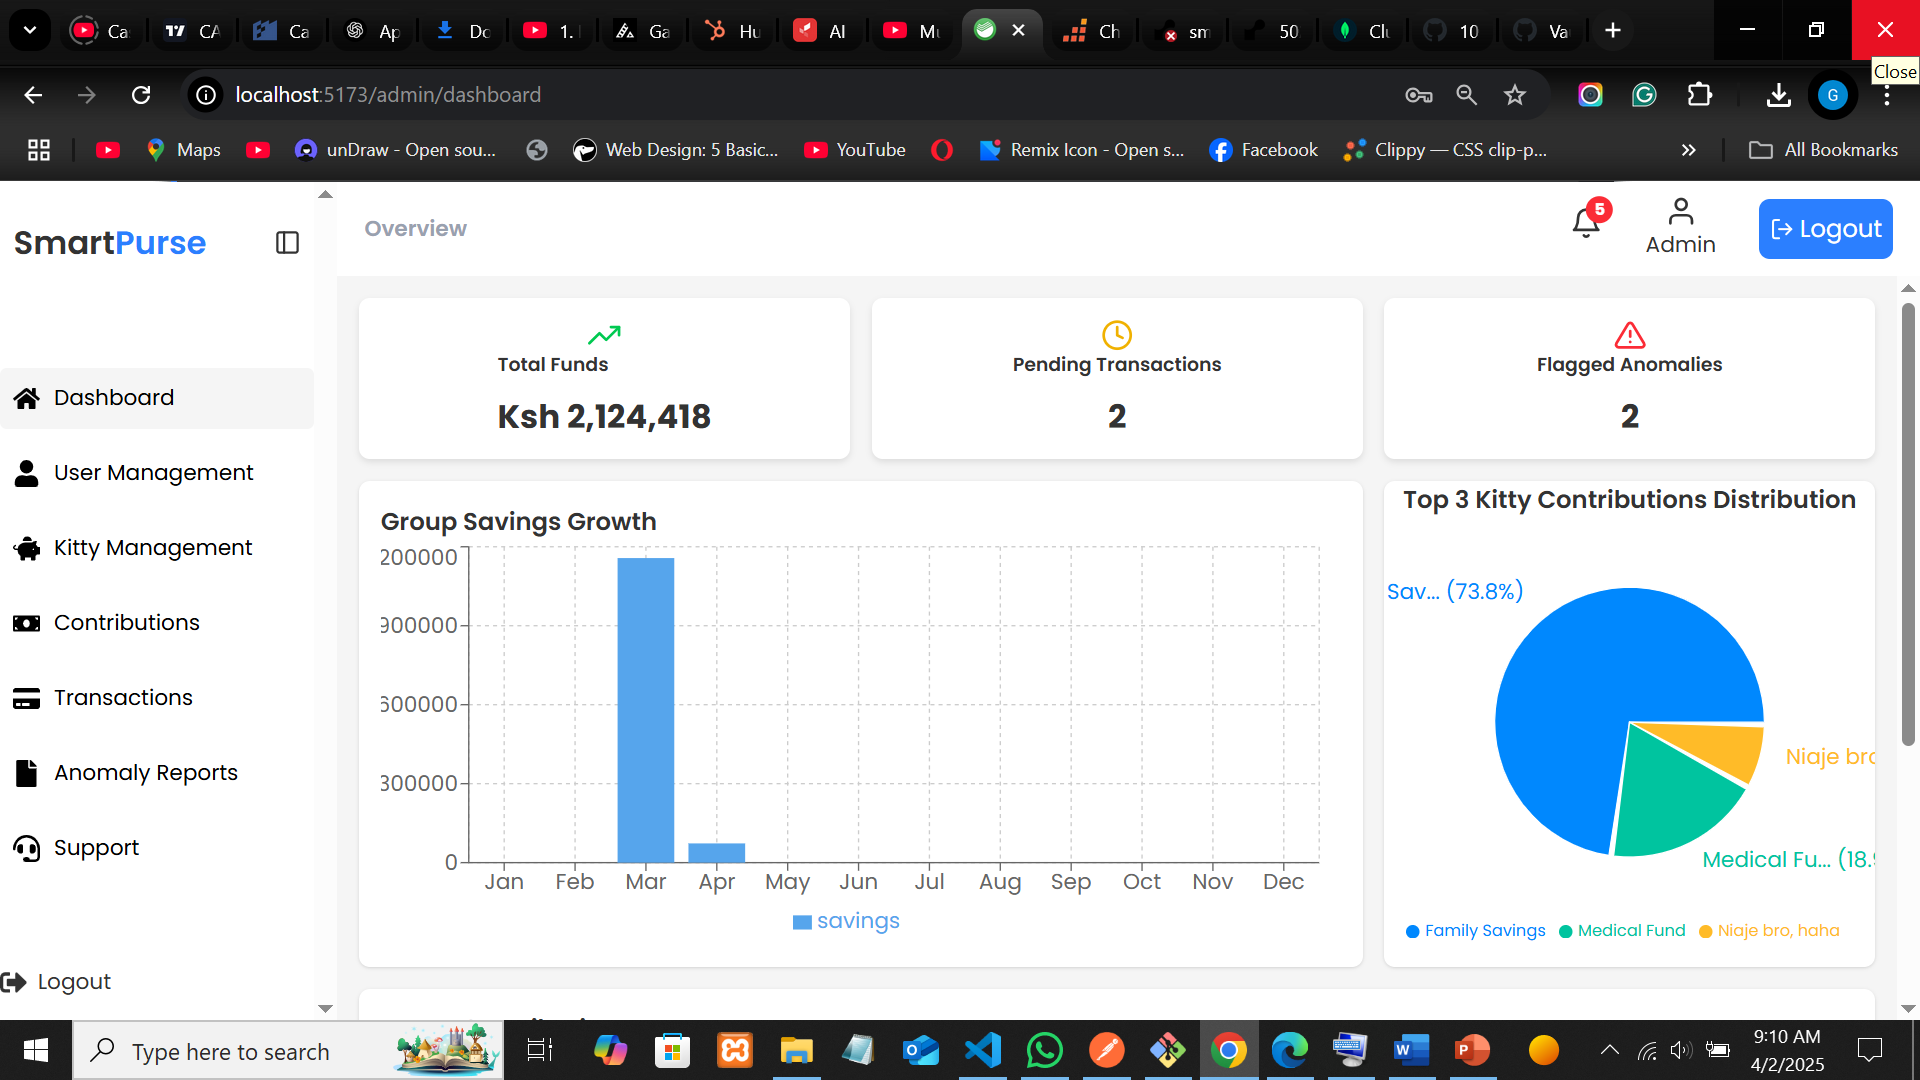 Ca
CA
Ca
Ap
Do
1.
Ga
Hu
AI
Mu
Ch
sm
50
Clu
10
Va
Close
localhost:5173/admin/dashboard
G
Maps
unDraw - Open sou...
Web Design: 5 Basic...
YouTube
Remix Icon - Open s...
Facebook
Clippy — CSS clip-p...
All Bookmarks
SmartPurse
Overview
5
Admin
Logout
Dashboard
User Management
Kitty Management
Contributions
Transactions
Anomaly Reports
Support
Logout
Total Funds
Ksh 2,124,418
Pending Transactions
2
Flagged Anomalies
2
Group Savings Growth
200000
900000
600000
300000
0
Jan Feb Mar Apr May Jun Jul Aug Sep Oct Nov Dec
savings
Top 3 Kitty Contributions Distribution
Sav... (73.8%)
Niaje bro
Medical Fu... (18.9
Family Savings Medical Fund Niaje bro, haha
Type here to search
9:10 AM
4/2/2025